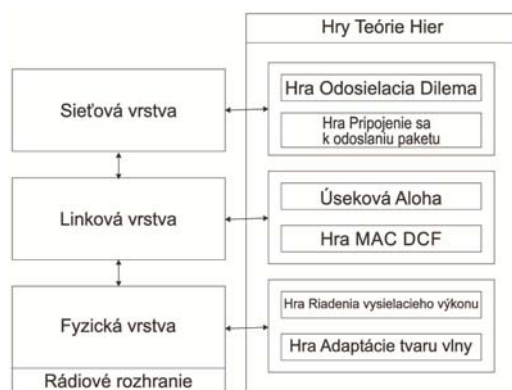 Hry Teórie Hier
Sieťová vrstva
Hra Odosielacia Dilema
Hra Pripojenie sa
k odoslaniu paketu
Linková vrstva
Úseková Aloha
Hra MAC DCF
Fyzická vrstva
Rádiové rozhranie
Hra Riadenia vysielacieho výkonu
Hra Adaptácie tvaru vlny